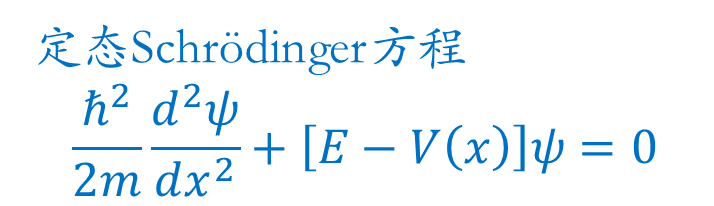 定态Schrödinger方程
ħ²/2m d²ψ/dx² + [E − V(x)]ψ = 0